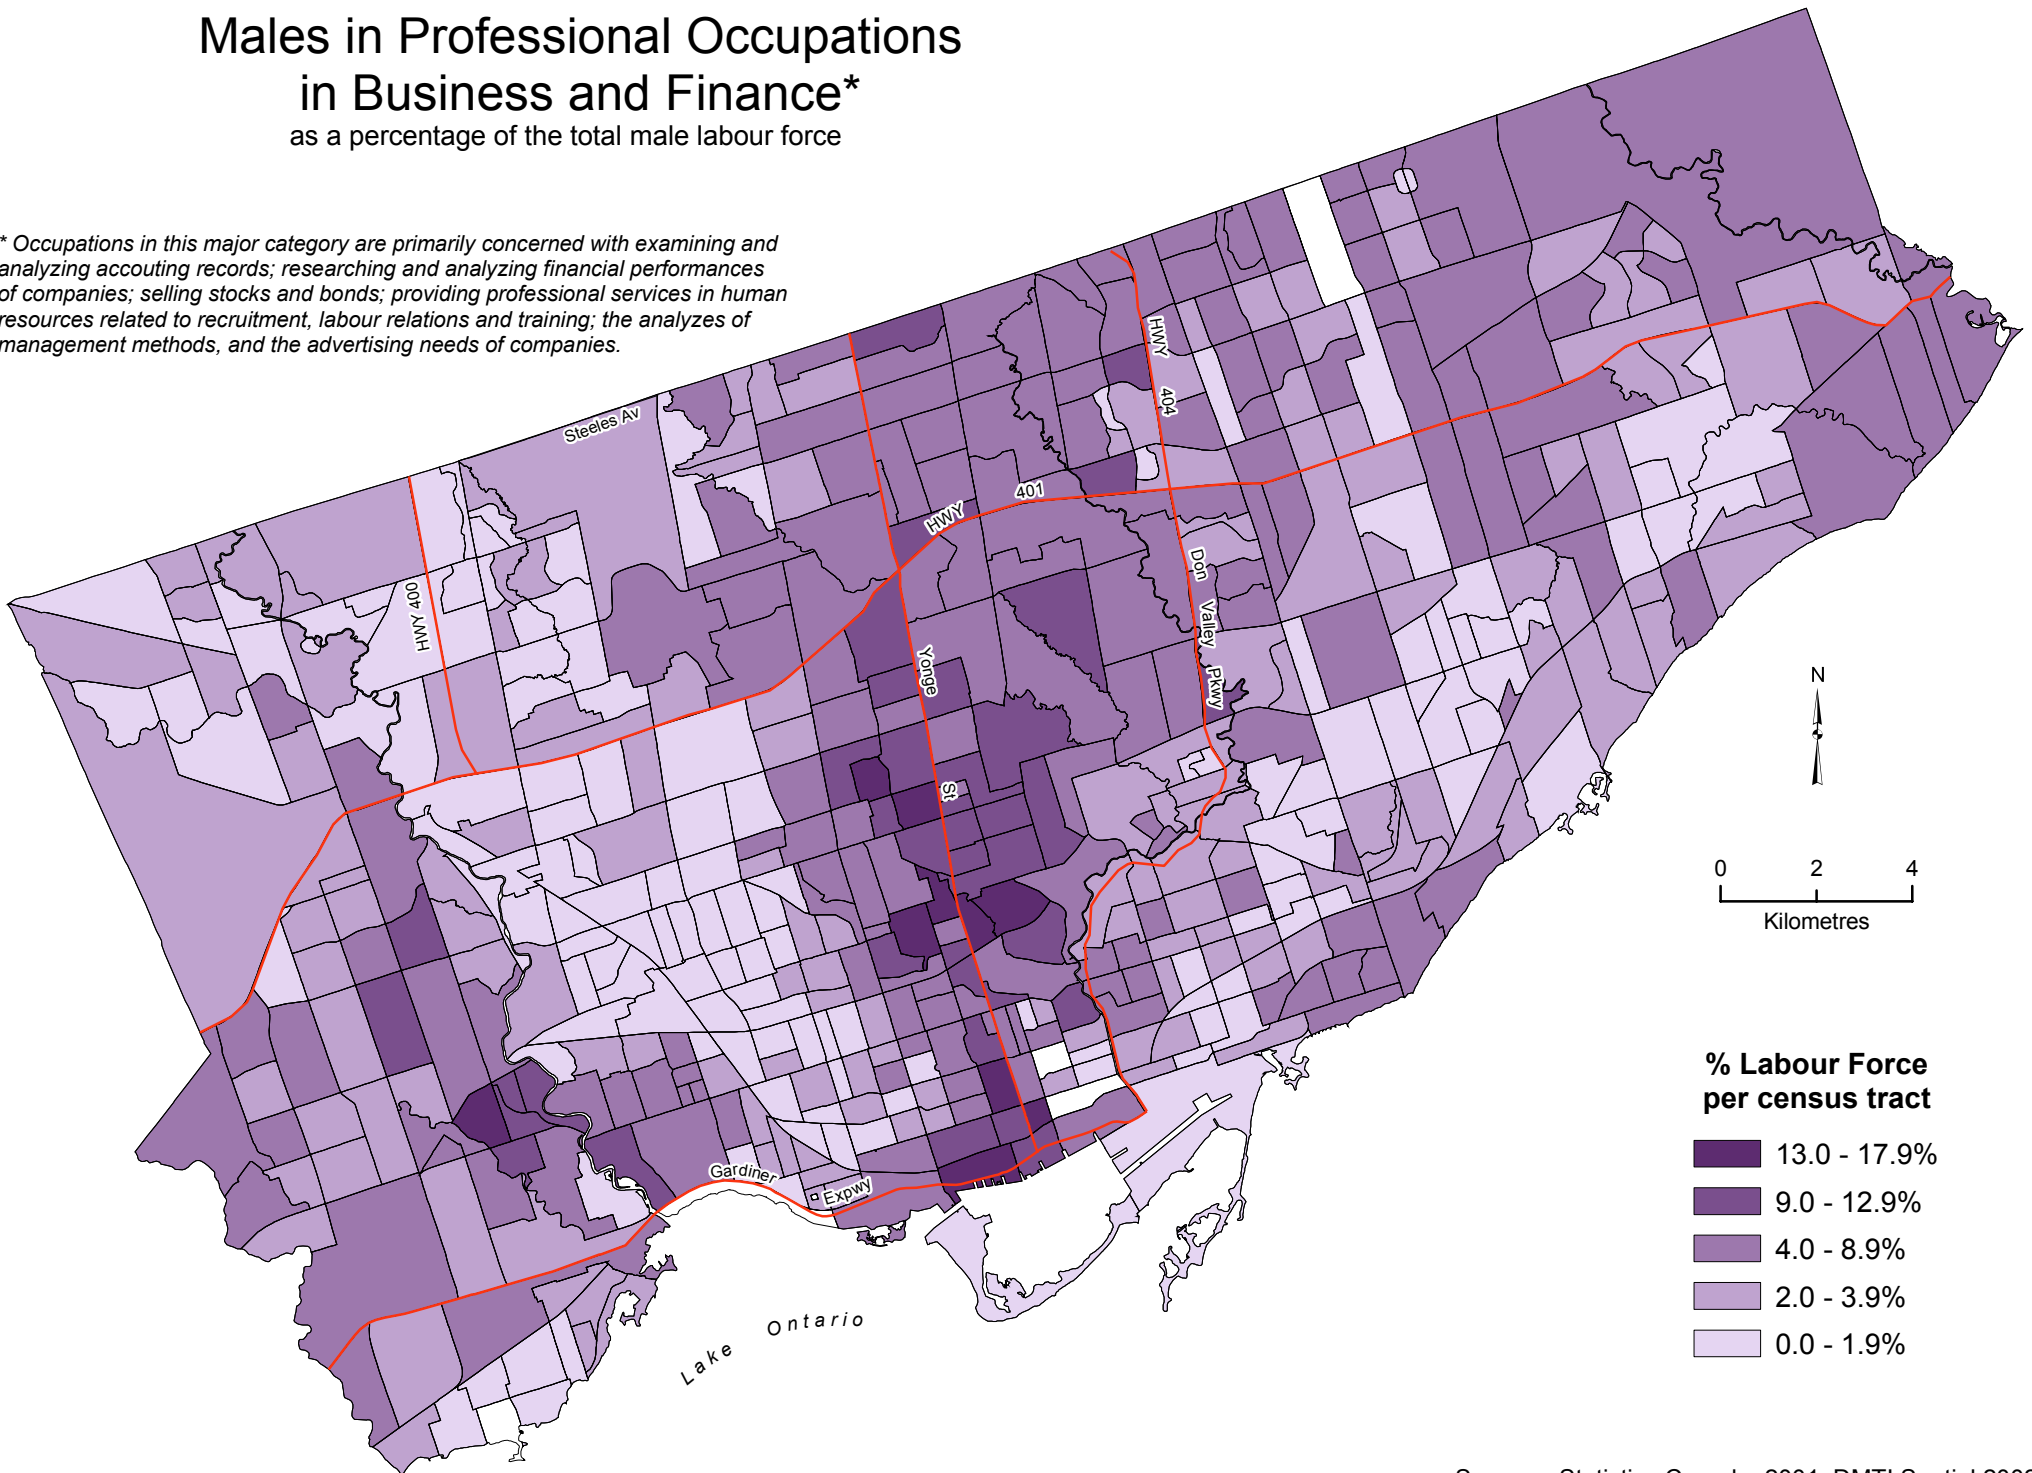 Males in Professional Occupations
in Business and Finance*
as a percentage of the total male labour force
* Occupations in this major category are primarily concerned with examining and
analyzing accouting records; researching and analyzing financial performances
of companies; selling stocks and bonds; providing professional services in human
resources related to recruitment, labour relations and training; the analyzes of
management methods, and the advertising needs of companies.
Steeles Av
HWY 404
HWY 401
HWY 400
Don Valley Pkwy
Yonge St
Gardiner Expwy
Lake Ontario
N
0 2 4
Kilometres
% Labour Force
per census tract
13.0 - 17.9%
9.0 - 12.9%
4.0 - 8.9%
2.0 - 3.9%
0.0 - 1.9%